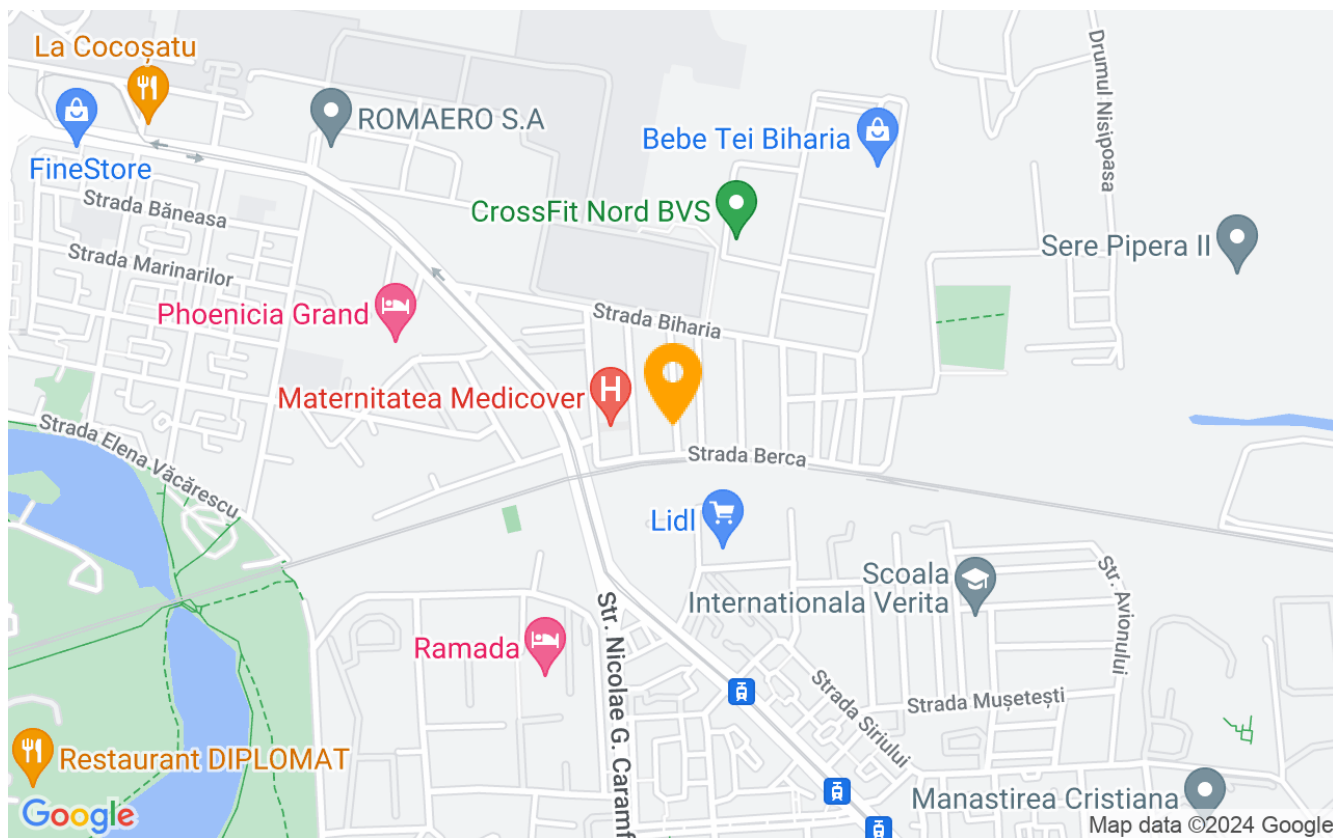 La Cocoșatu
FineStore
ROMAERO S.A
Bebe Tei Biharia
Drumul Nisipoasa
CrossFit Nord BVS
Strada Băneasa
Strada Marinarilor
Sere Pipera II
Phoenicia Grand
Strada Biharia
Maternitatea Medicover
H
Strada Elena Văcărescu
Strada Berca
Lidl
Scoala
Internationala Verita
Str. Avionului
Str. Nicolae G. Caramf
Ramada
Strada Mușetești
Strada Siriului
Restaurant DIPLOMAT
Manastirea Cristiana
Google
Map data ©2024 Google